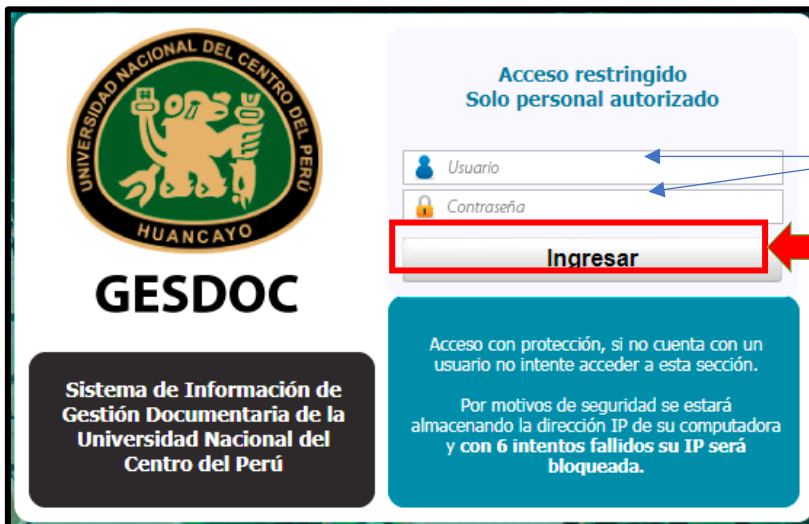 UNIVERSIDAD NACIONAL DEL CENTRO DEL PERÚ
HUANCAYO
GESDOC
Sistema de Información de
Gestión Documentaria de la
Universidad Nacional del
Centro del Perú
Acceso restringido
Solo personal autorizado
Usuario
Contraseña
Ingresar
Acceso con protección, si no cuenta con un
usuario no intente acceder a esta sección.
Por motivos de seguridad se estará
almacenando la dirección IP de su computadora
y con 6 intentos fallidos su IP será
bloqueada.